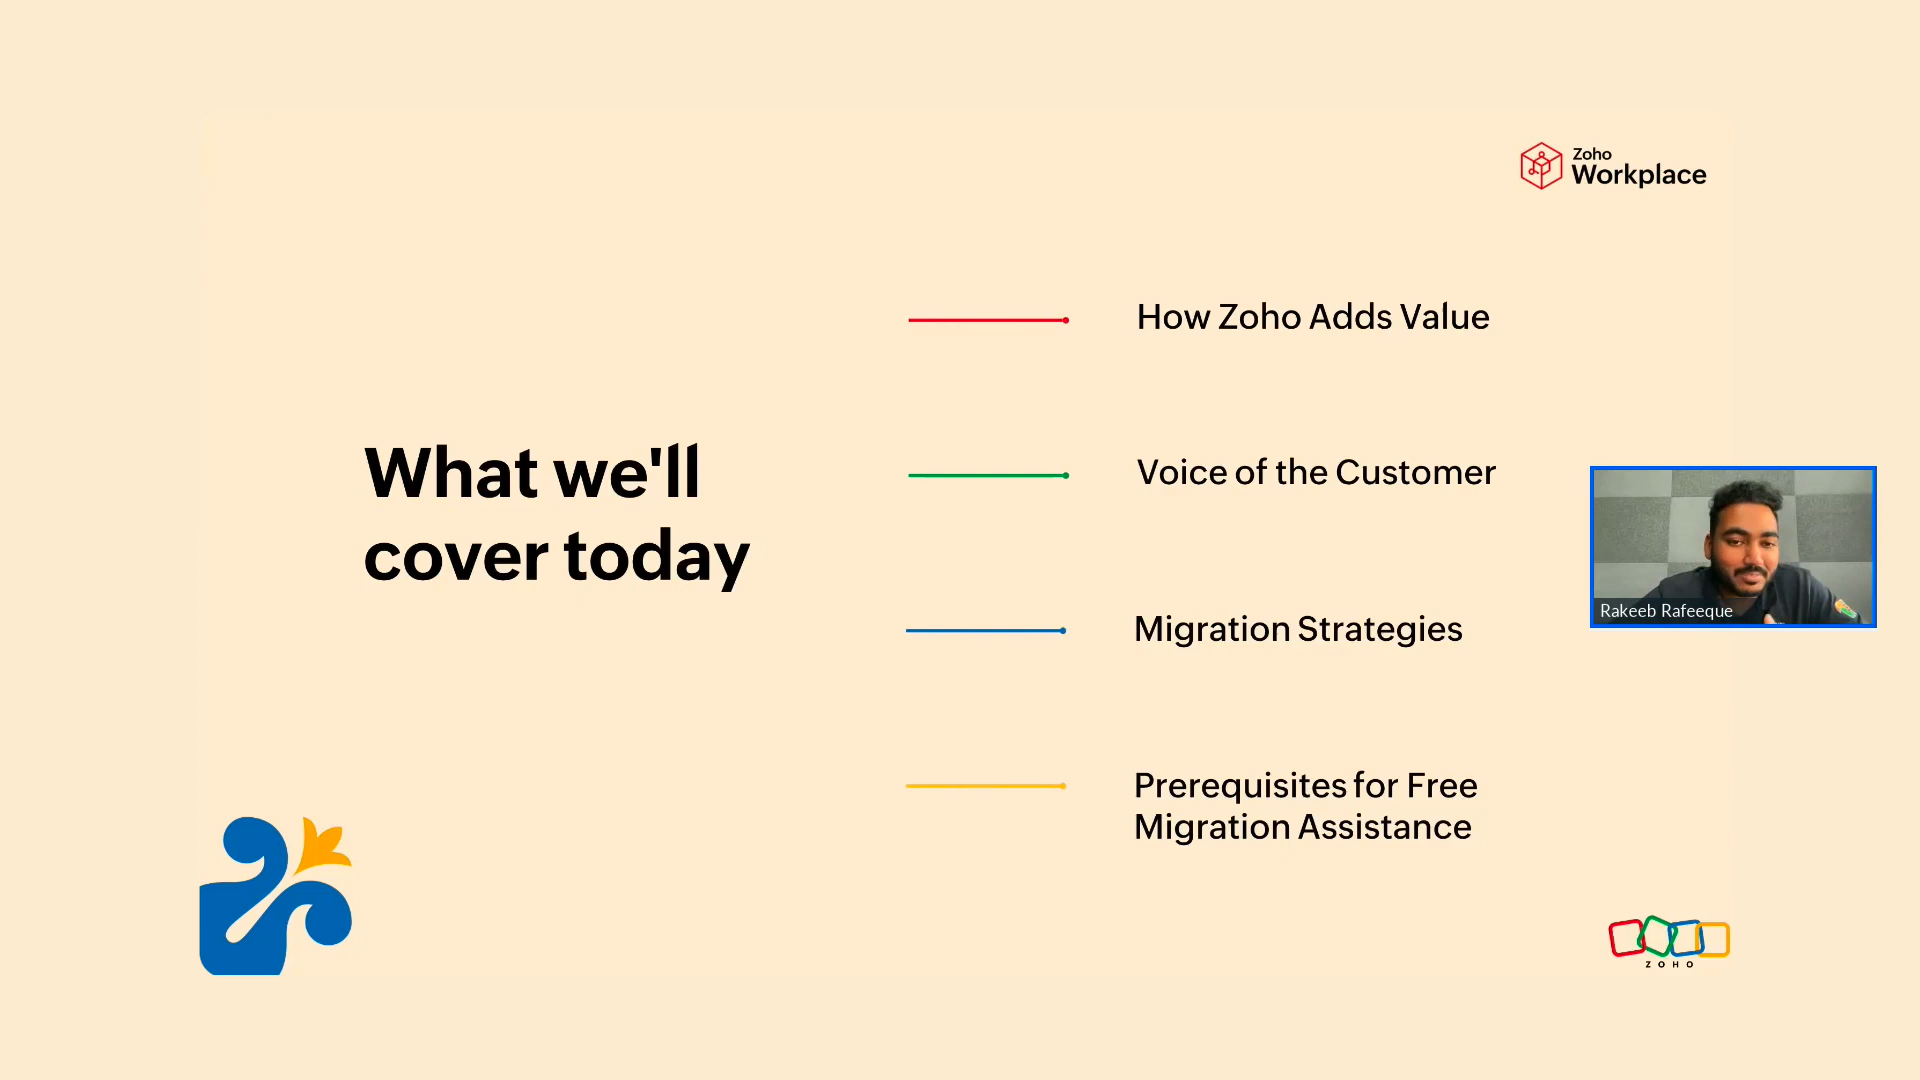 Zoho
Workplace
How Zoho Adds Value
Voice of the Customer
What we'll
cover today
Migration Strategies
Rakeeb Rafeeque
Prerequisites for Free
Migration Assistance
ZOHO